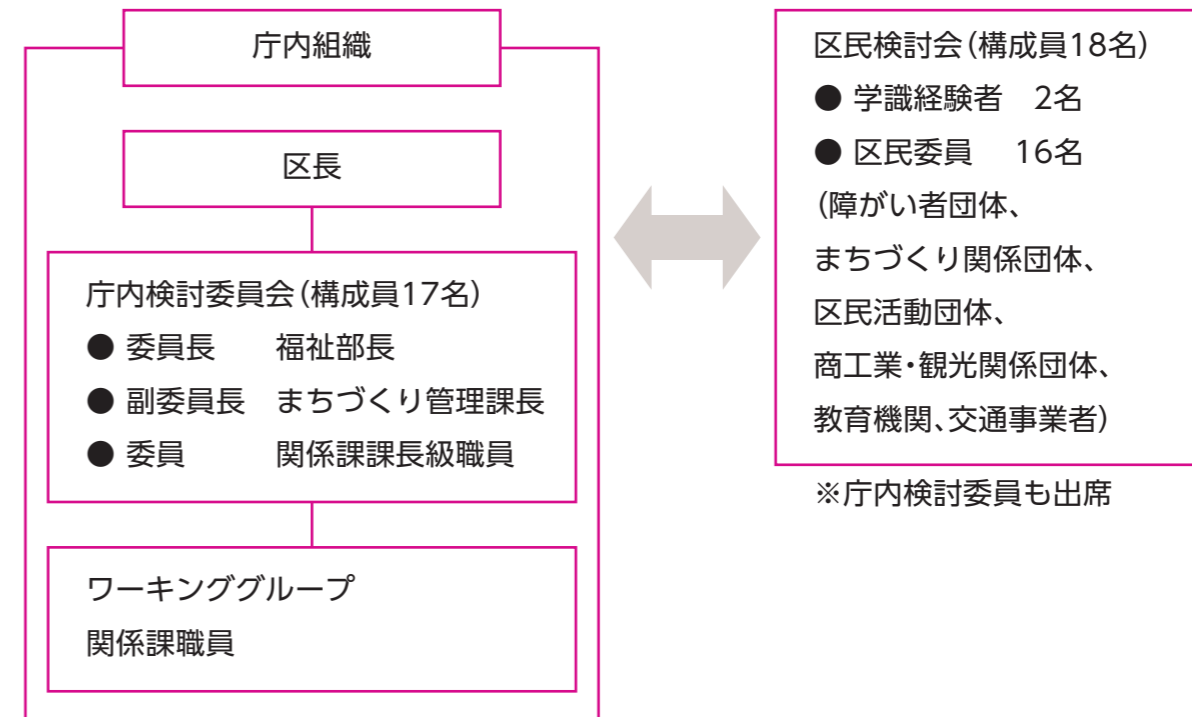 庁内組織
区長
庁内検討委員会(構成員17名)
● 委員長 福祉部長
● 副委員長 まちづくり管理課長
● 委員 関係課課長級職員
ワーキンググループ
関係課職員
区民検討会(構成員18名)
● 学識経験者 2名
● 区民委員 16名
(障がい者団体、
まちづくり関係団体、
区民活動団体、
商工業・観光関係団体、
教育機関、交通事業者)
※庁内検討委員も出席